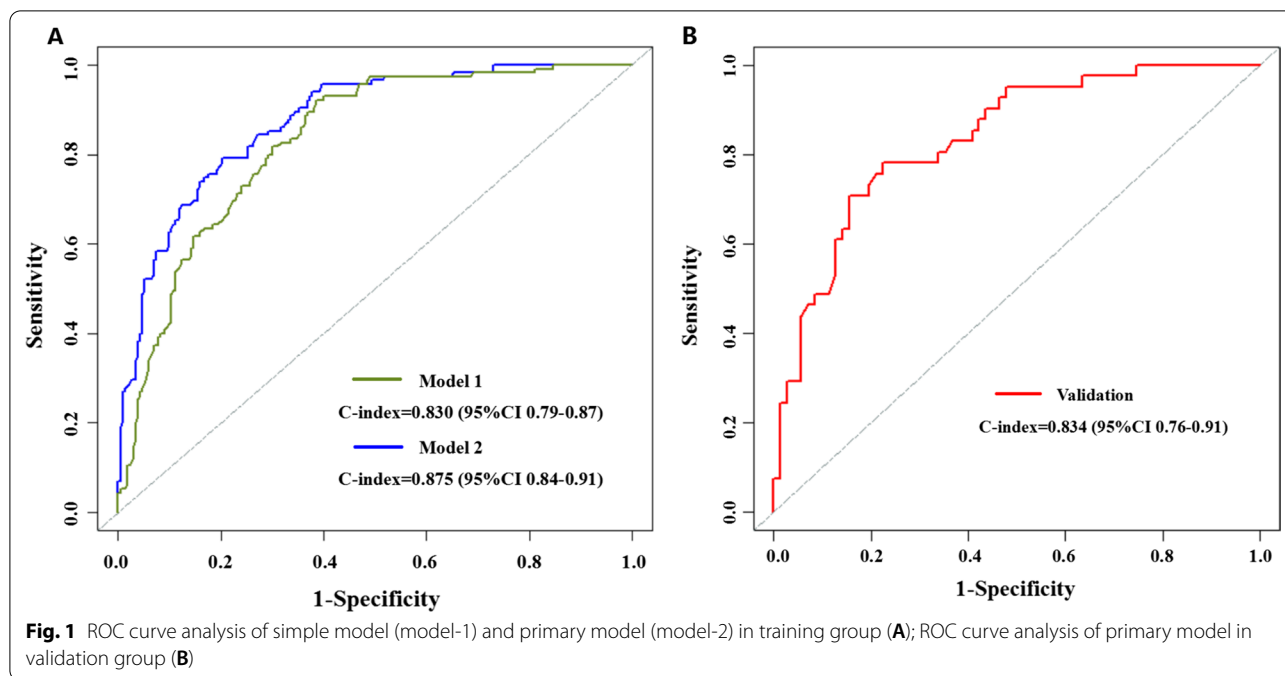 A
1.0
0.8
0.6
0.4
0.2
0.0
Sensitivity
Model 1
C-index=0.830 (95%CI 0.79-0.87)
Model 2
C-index=0.875 (95%CI 0.84-0.91)
0.0 0.2 0.4 0.6 0.8 1.0
1-Specificity
B
1.0
0.8
0.6
0.4
0.2
0.0
Sensitivity
Validation
C-index=0.834 (95%CI 0.76-0.91)
0.0 0.2 0.4 0.6 0.8 1.0
1-Specificity
Fig. 1 ROC curve analysis of simple model (model-1) and primary model (model-2) in training group (A); ROC curve analysis of primary model in
validation group (B)